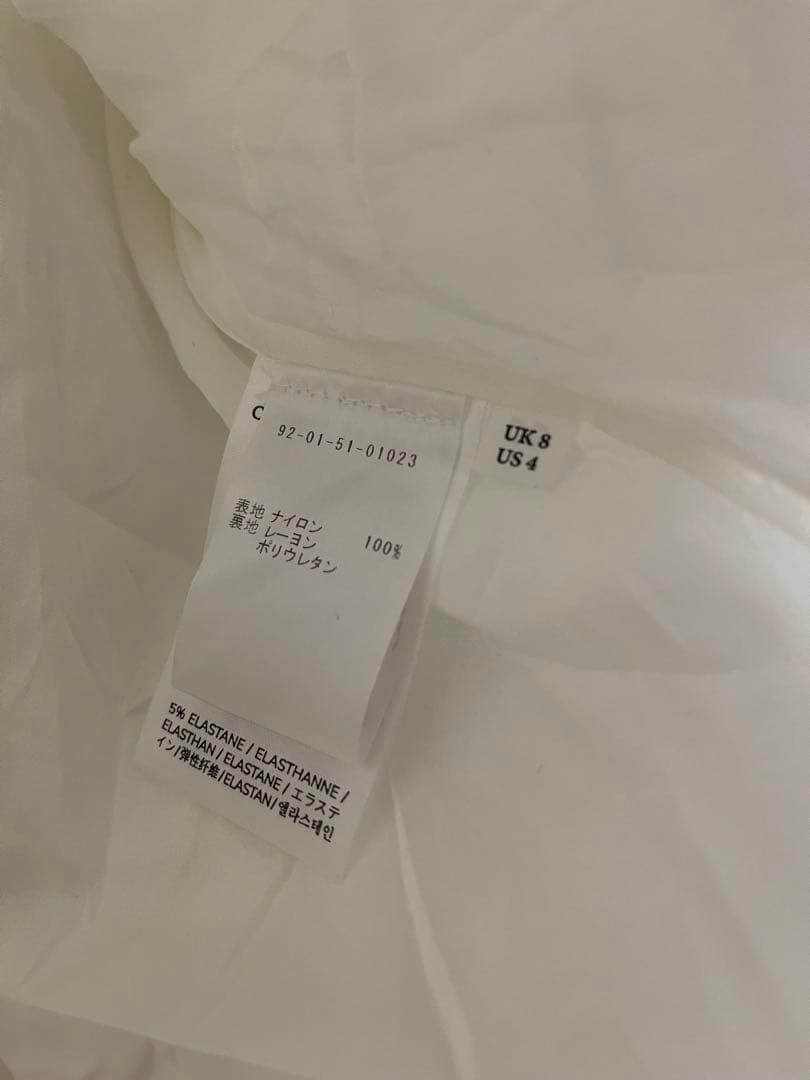 C
92-01-51-01023
表地 ナイロン 100%
裏地 レーヨン
ポリウレタン
UK 8
US 4
5% ELASTANE / ELASTHANNE /
ELASTHAN / ELASTANE / エラステ
イン/弹性纤维/ELASTAN/엘라스테인